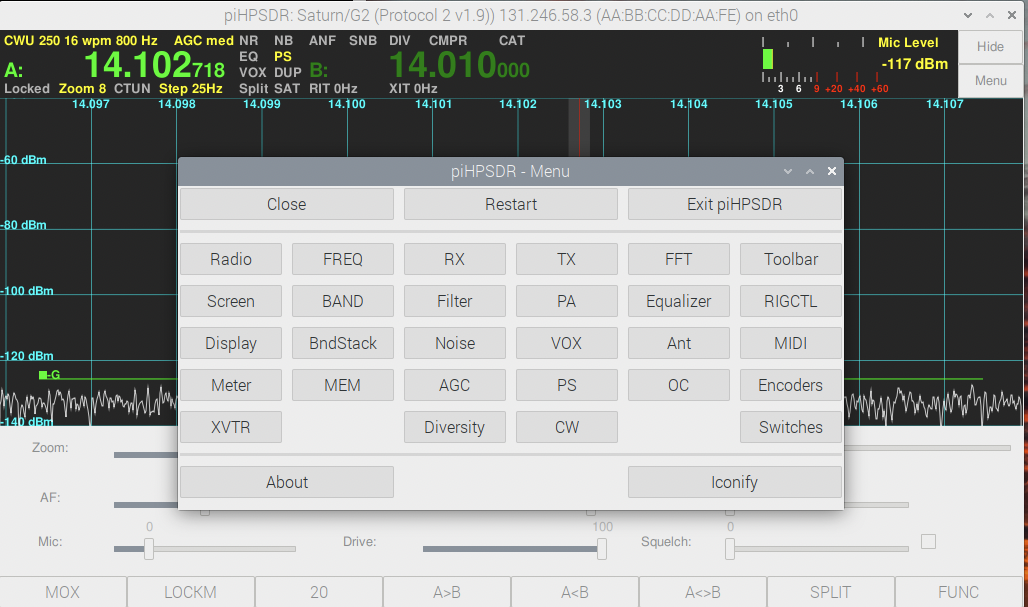 piHPSDR: Saturn/G2 (Protocol 2 v1.9)) 131.246.58.3 (AA:BB:CC:DD:AA:FE) on eth0
CWU 250 16 wpm 800 Hz AGC med NR NB ANF SNB DIV CMPR CAT
Mic Level
Hide
EQ PS
A: 14.102718 VOX DUP B: 14.010000
-117 dBm
Menu
Locked Zoom 8 CTUN Step 25Hz Split SAT RIT 0Hz XIT 0Hz
3 6 9 +20 +40 +60
14.097 14.098 14.099 14.100 14.101 14.102 14.103 14.104 14.105 14.106 14.107
-60 dBm
piHPSDR - Menu
Close Restart Exit piHPSDR
-80 dBm
Radio FREQ RX TX FFT Toolbar
-100 dBm
Screen BAND Filter PA Equalizer RIGCTL
Display BndStack Noise VOX Ant MIDI
-120 dBm
-G
Meter MEM AGC PS OC Encoders
-140 dBm
XVTR Diversity CW Switches
Zoom:
About Iconify
AF:
0 100 0
Mic: Drive: Squelch:
MOX LOCKM 20 A>B A<B A<>B SPLIT FUNC